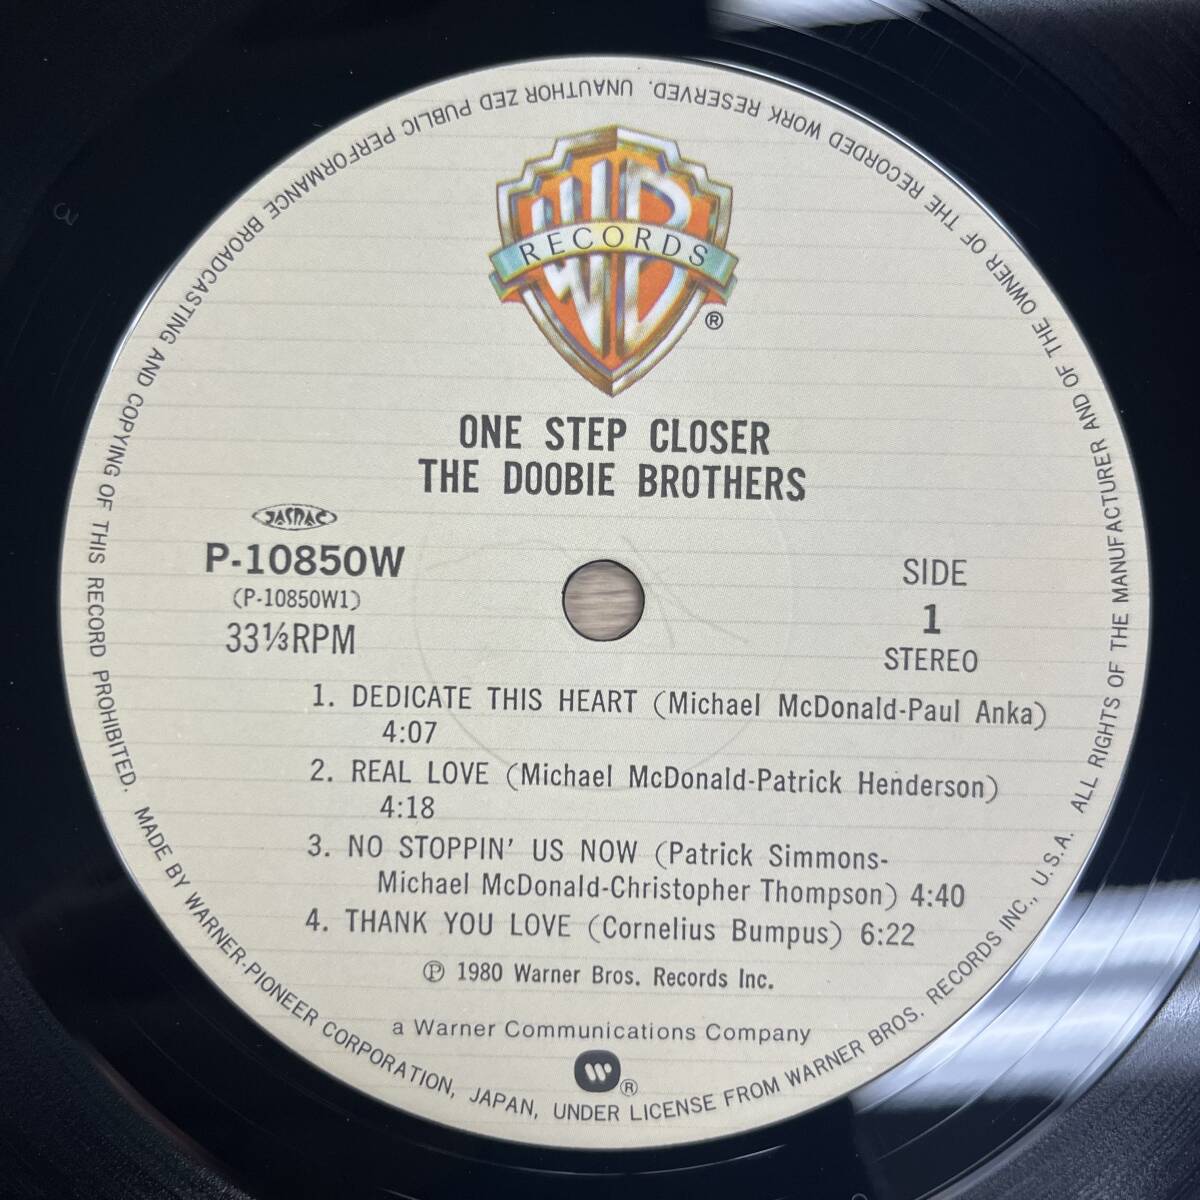 WB
RECORDS
®
ONE STEP CLOSER
THE DOOBIE BROTHERS
JASRAC
P-10850W
(P-10850W1)
33⅓RPM
SIDE
1
STEREO
1. DEDICATE THIS HEART (Michael McDonald-Paul Anka)
4:07
2. REAL LOVE (Michael McDonald-Patrick Henderson)
4:18
3. NO STOPPIN' US NOW (Patrick Simmons-
Michael McDonald-Christopher Thompson) 4:40
4. THANK YOU LOVE (Cornelius Bumpus) 6:22
Ⓟ 1980 Warner Bros. Records Inc.
a Warner Communications Company
®
MADE BY WARNER-PIONEER CORPORATION, JAPAN, UNDER LICENSE FROM WARNER BROS. RECORDS INC., U.S.A. ALL RIGHTS OF THE MANUFACTURER AND OF THE OWNER OF THE RECORDED WORK RESERVED. UNAUTHOR ZED PUBLIC PERFORMANCE BROADCASTING AND COPYING OF THIS RECORD PROHIBITED.